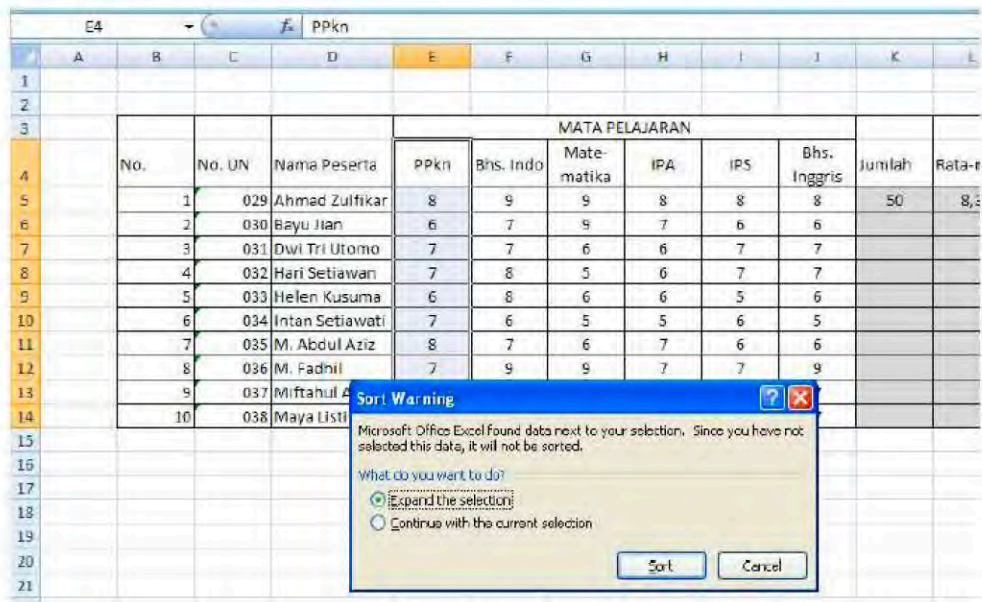 E4 fx PPkn
A B C D E F G H I J K L
1
2
3 MATA PELAJARAN
4 No. No. UN Nama Peserta PPkn Bhs. Indo Mate-matika IPA IPS Bhs. Inggris Jumlah
5 1 029 Ahmad Zulfikar 8 9 9 8 8 8 50
6 2 030 Bayu Jian 6 7 9 7 6 6
7 3 031 Dwi Tri Utomo 7 7 6 6 7 7
8 4 032 Hari Setiawan 7 8 5 6 7 7
9 5 033 Helen Kusuma 6 8 6 6 5 6
10 6 034 Intan Setiawati 7 6 5 5 6 5
11 7 035 M. Abdul Aziz 8 7 6 7 6 6
12 8 036 M. Fadhil 7 9 9 7 7 9
13 9 037 Miftahul A
14 10 038 Maya Listi
15
16
17
18
19
20
21
Sort Warning
Microsoft Office Excel found data next to your selection. Since you have not
selected this data, it will not be sorted.
What do you want to do?
Expand the selection
Continue with the current selection
Sort Cancel